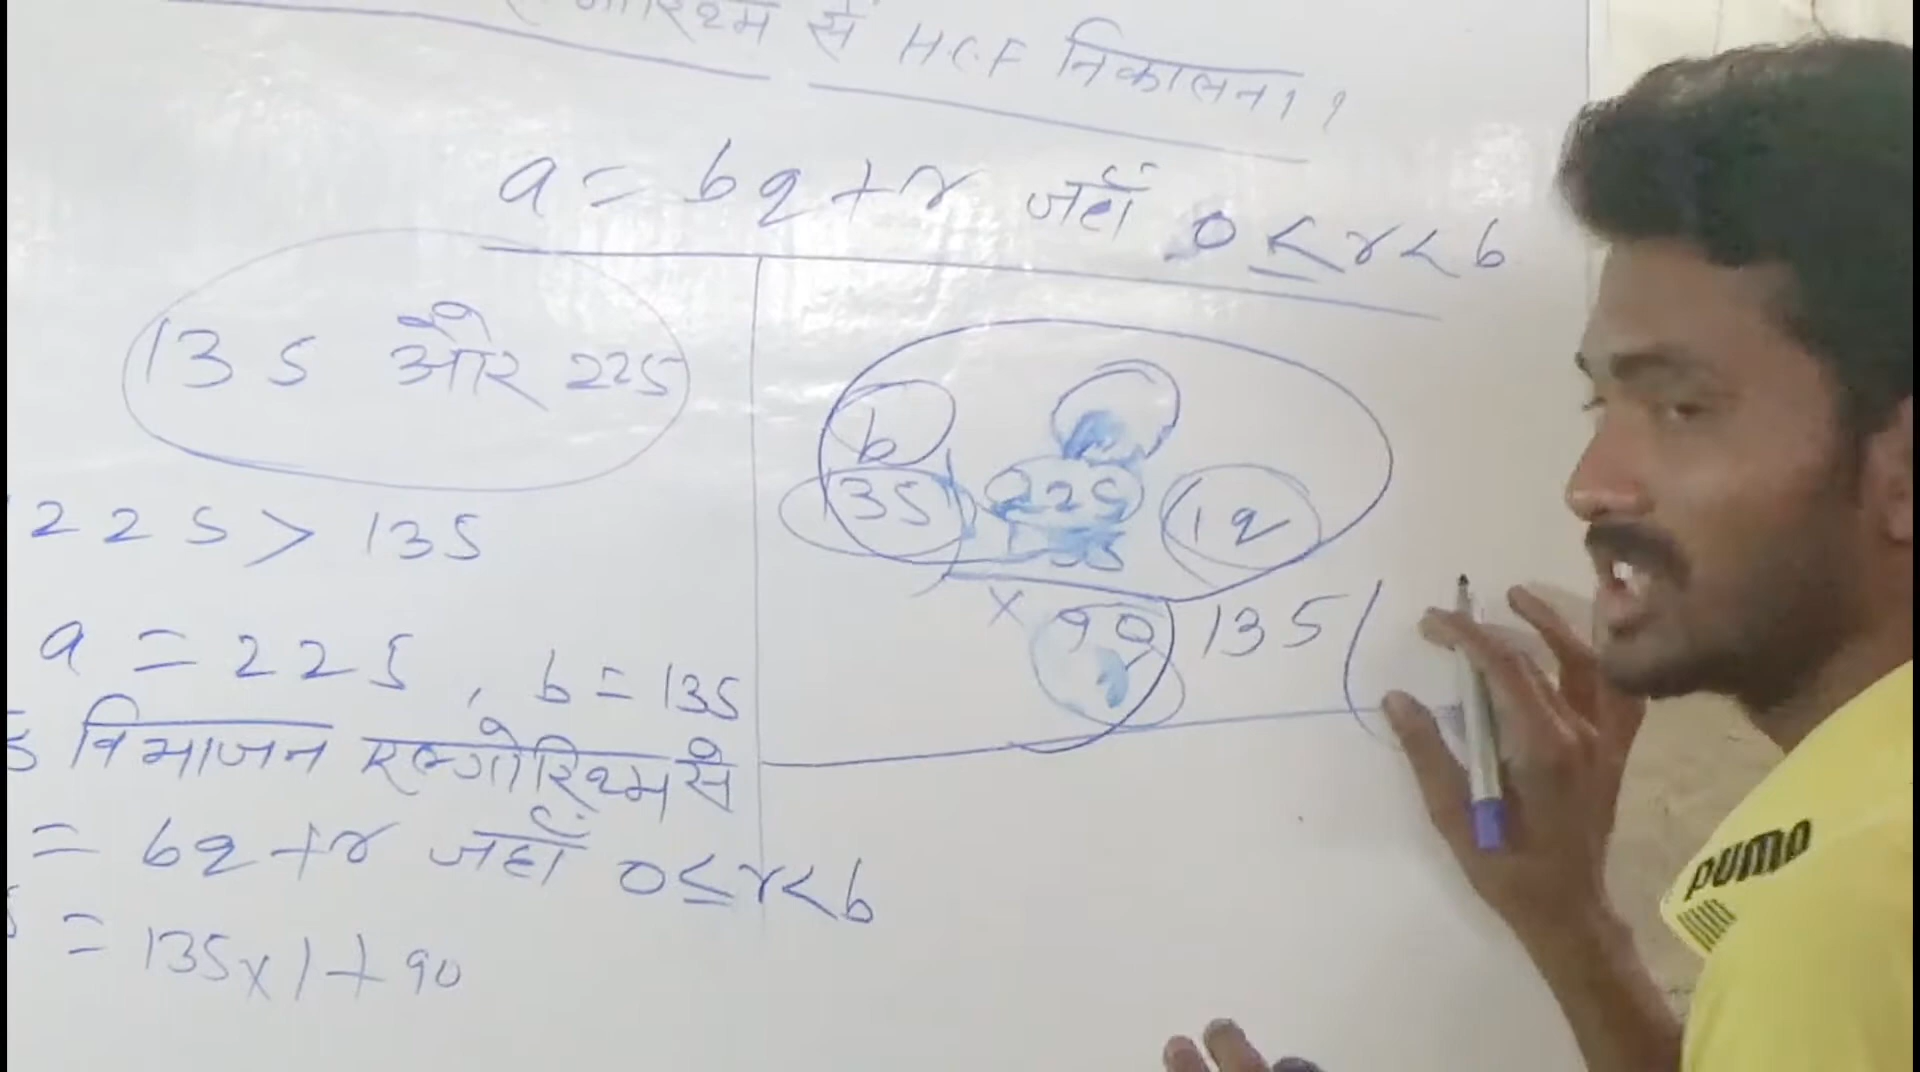 से H.C.F निकालना ?
a = bq + r जहाँ 0 ≤ r < b
135 और 225
225 > 135
a = 225, b = 135
विभाजन एल्गोरिथ्म से
= bq + r जहाँ 0 ≤ r < b
= 135 x 1 + 90
b
135 ) 225 ( 1 q
135
x 90 ) 135 (
PUMA